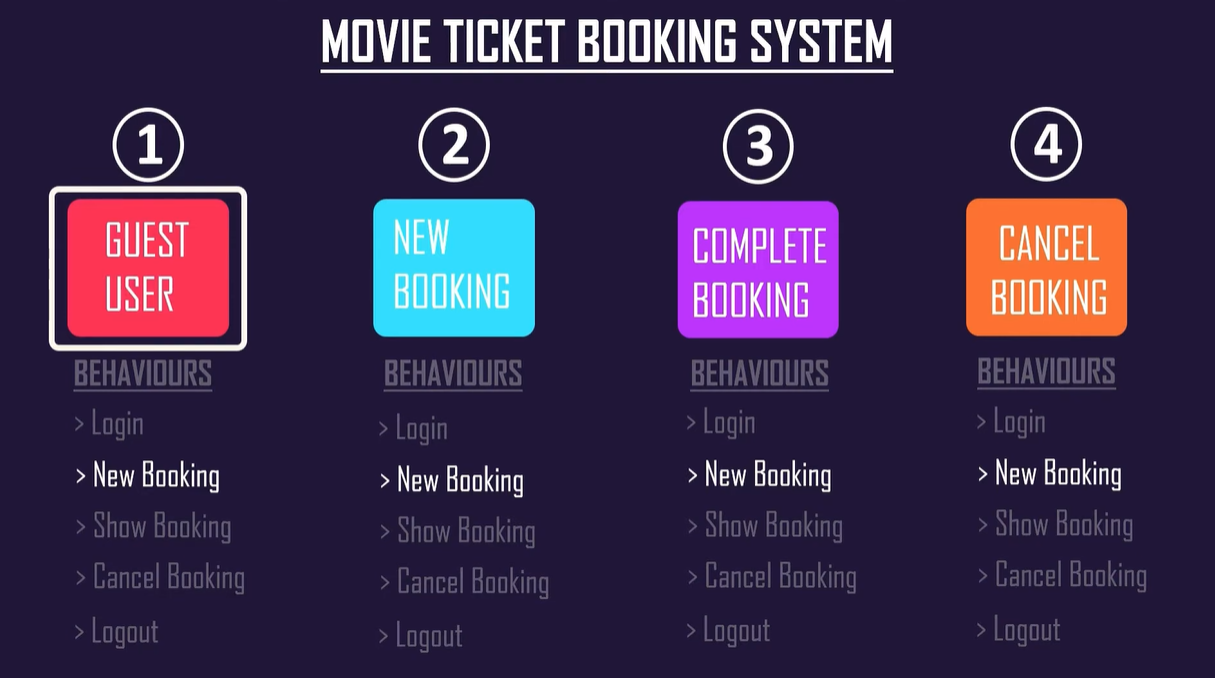 MOVIE TICKET BOOKING SYSTEM
1
GUEST
USER
BEHAVIOURS
> Login
> New Booking
> Show Booking
> Cancel Booking
> Logout
2
NEW
BOOKING
BEHAVIOURS
> Login
> New Booking
> Show Booking
> Cancel Booking
> Logout
3
COMPLETE
BOOKING
BEHAVIOURS
> Login
> New Booking
> Show Booking
> Cancel Booking
> Logout
4
CANCEL
BOOKING
BEHAVIOURS
> Login
> New Booking
> Show Booking
> Cancel Booking
> Logout